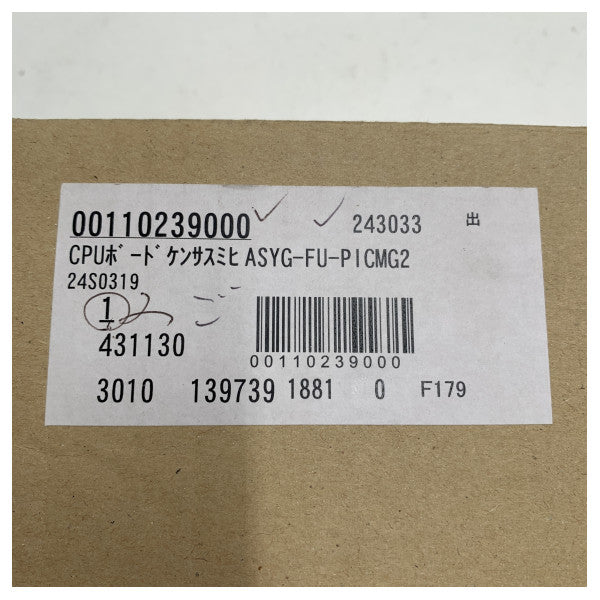 00110239000 243033 出
CPUﾎﾞｰﾄﾞｹﾝｻｽﾐﾋ ASYG-FU-PICMG2
24S0319
1
431130
00110239000
3010 139739 1881 0 F179